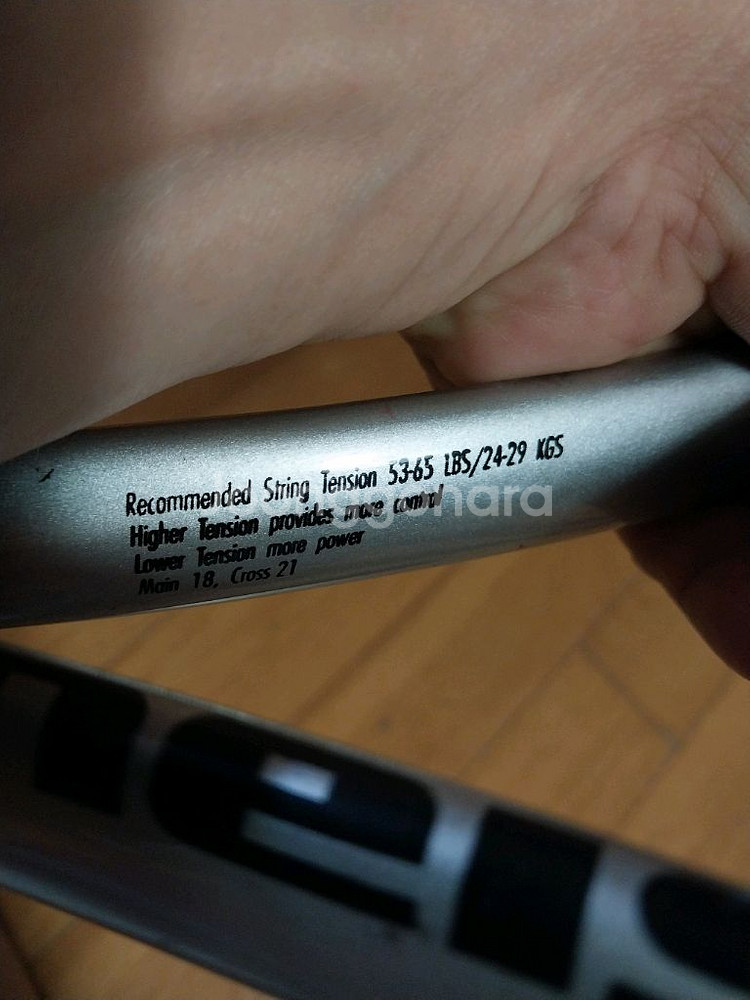 Recommended String Tension 53-65 LBS/24-29 KGS
Higher Tension provides more control
Lower Tension more power
Main 18, Cross 21